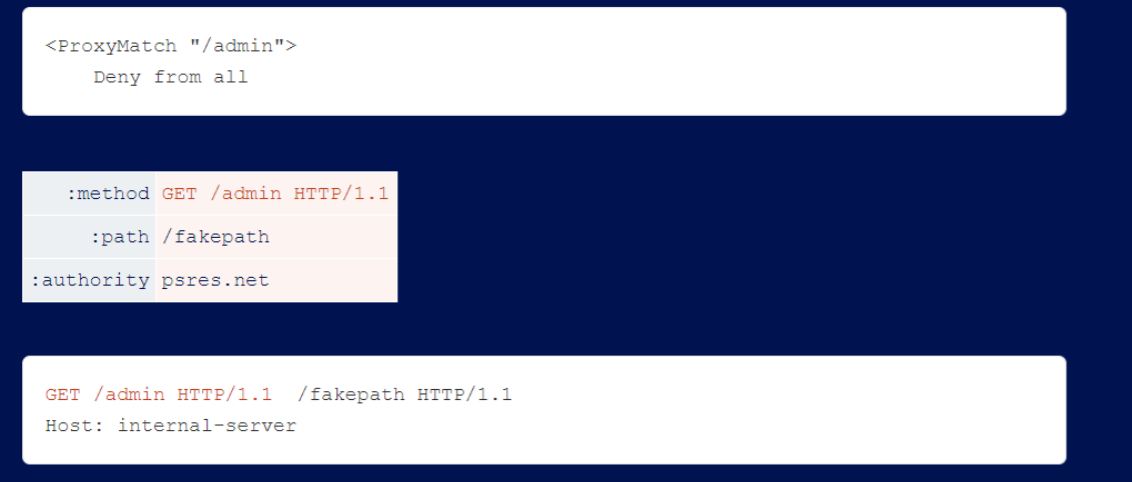 <ProxyMatch "/admin">
Deny from all
:method GET /admin HTTP/1.1
:path /fakepath
:authority psres.net
GET /admin HTTP/1.1  /fakepath HTTP/1.1
Host: internal-server